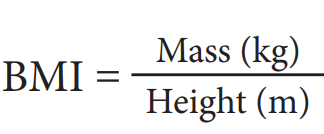 BMI = Mass (kg)
Height (m)